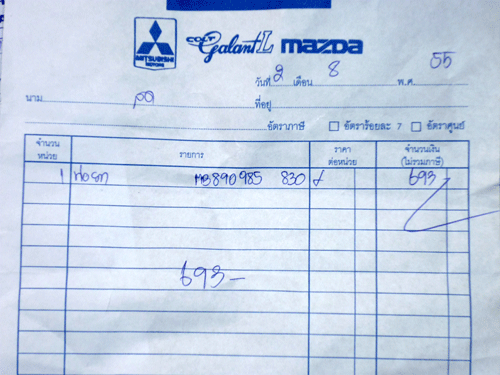 MITSUBISHI MOTORS COLT Galant L mazda
วันที่ 2 เดือน 8 พ.ศ. 55
นาม ที่อยู่
อัตราภาษี อัตราร้อยละ 7 อัตราศูนย์
จำนวนหน่วย รายการ ราคาต่อหน่วย จำนวนเงิน (ไม่รวมภาษี)
1 MB890985 830 693
693-